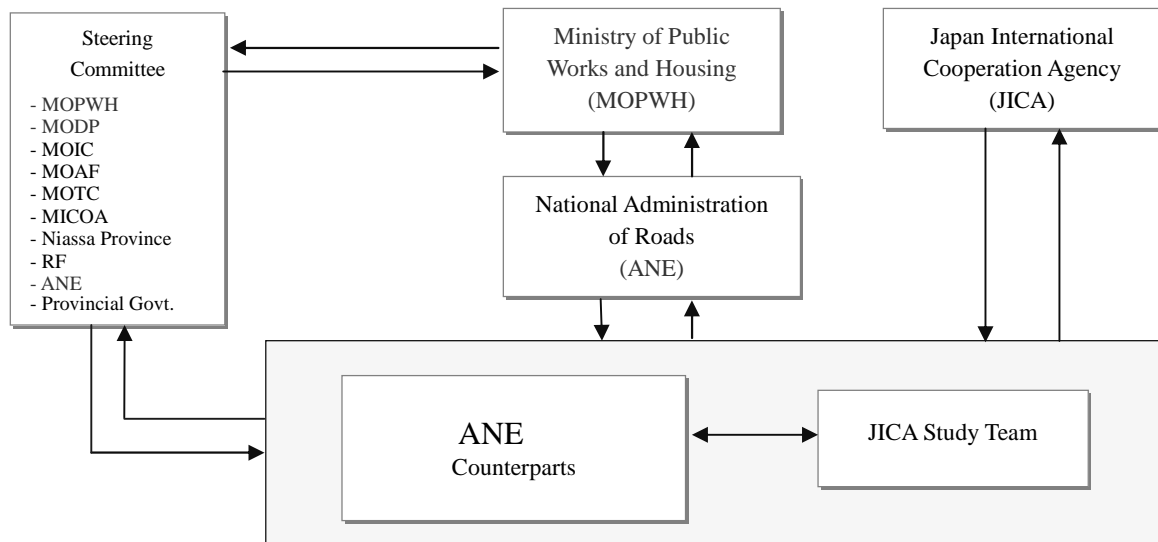 Steering
Committee
- MOPWH
- MODP
- MOIC
- MOAF
- MOTC
- MICOA
- Niassa Province
- RF
- ANE
- Provincial Govt.
Ministry of Public
Works and Housing
(MOPWH)
Japan International
Cooperation Agency
(JICA)
National Administration
of Roads
(ANE)
ANE
Counterparts
JICA Study Team